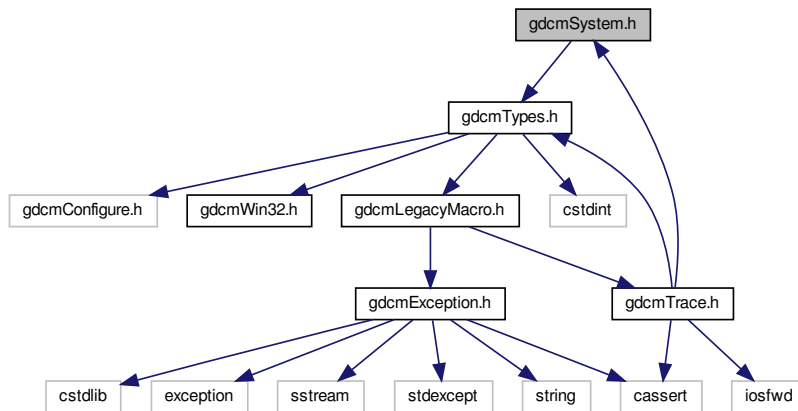 gdcmSystem.h
gdcmTypes.h
gdcmConfigure.h
gdcmWin32.h
gdcmLegacyMacro.h
cstdint
gdcmException.h
gdcmTrace.h
cstdlib
exception
sstream
stdexcept
string
cassert
iosfwd